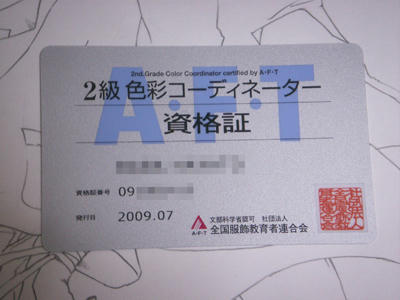 2nd.Grade Color Coordinator certified by A・F・T
A・F・T
2級 色彩コーディネーター
資格証
資格証番号 09
発行日 2009.07
文部科学省認可 社団法人
A・F・T 全国服飾教育者連合会